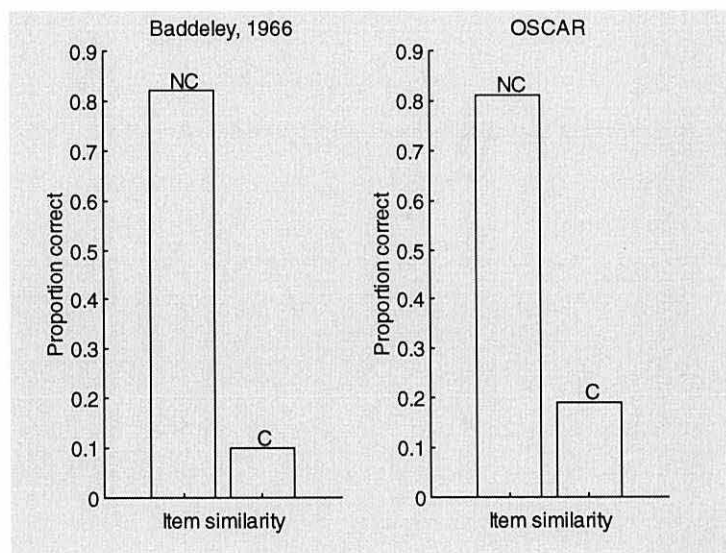 Baddeley, 1966
0.9
0.8
0.7
0.6
0.5
0.4
0.3
0.2
0.1
0
Proportion correct
NC
C
Item similarity
OSCAR
0.9
0.8
0.7
0.6
0.5
0.4
0.3
0.2
0.1
0
Proportion correct
NC
C
Item similarity